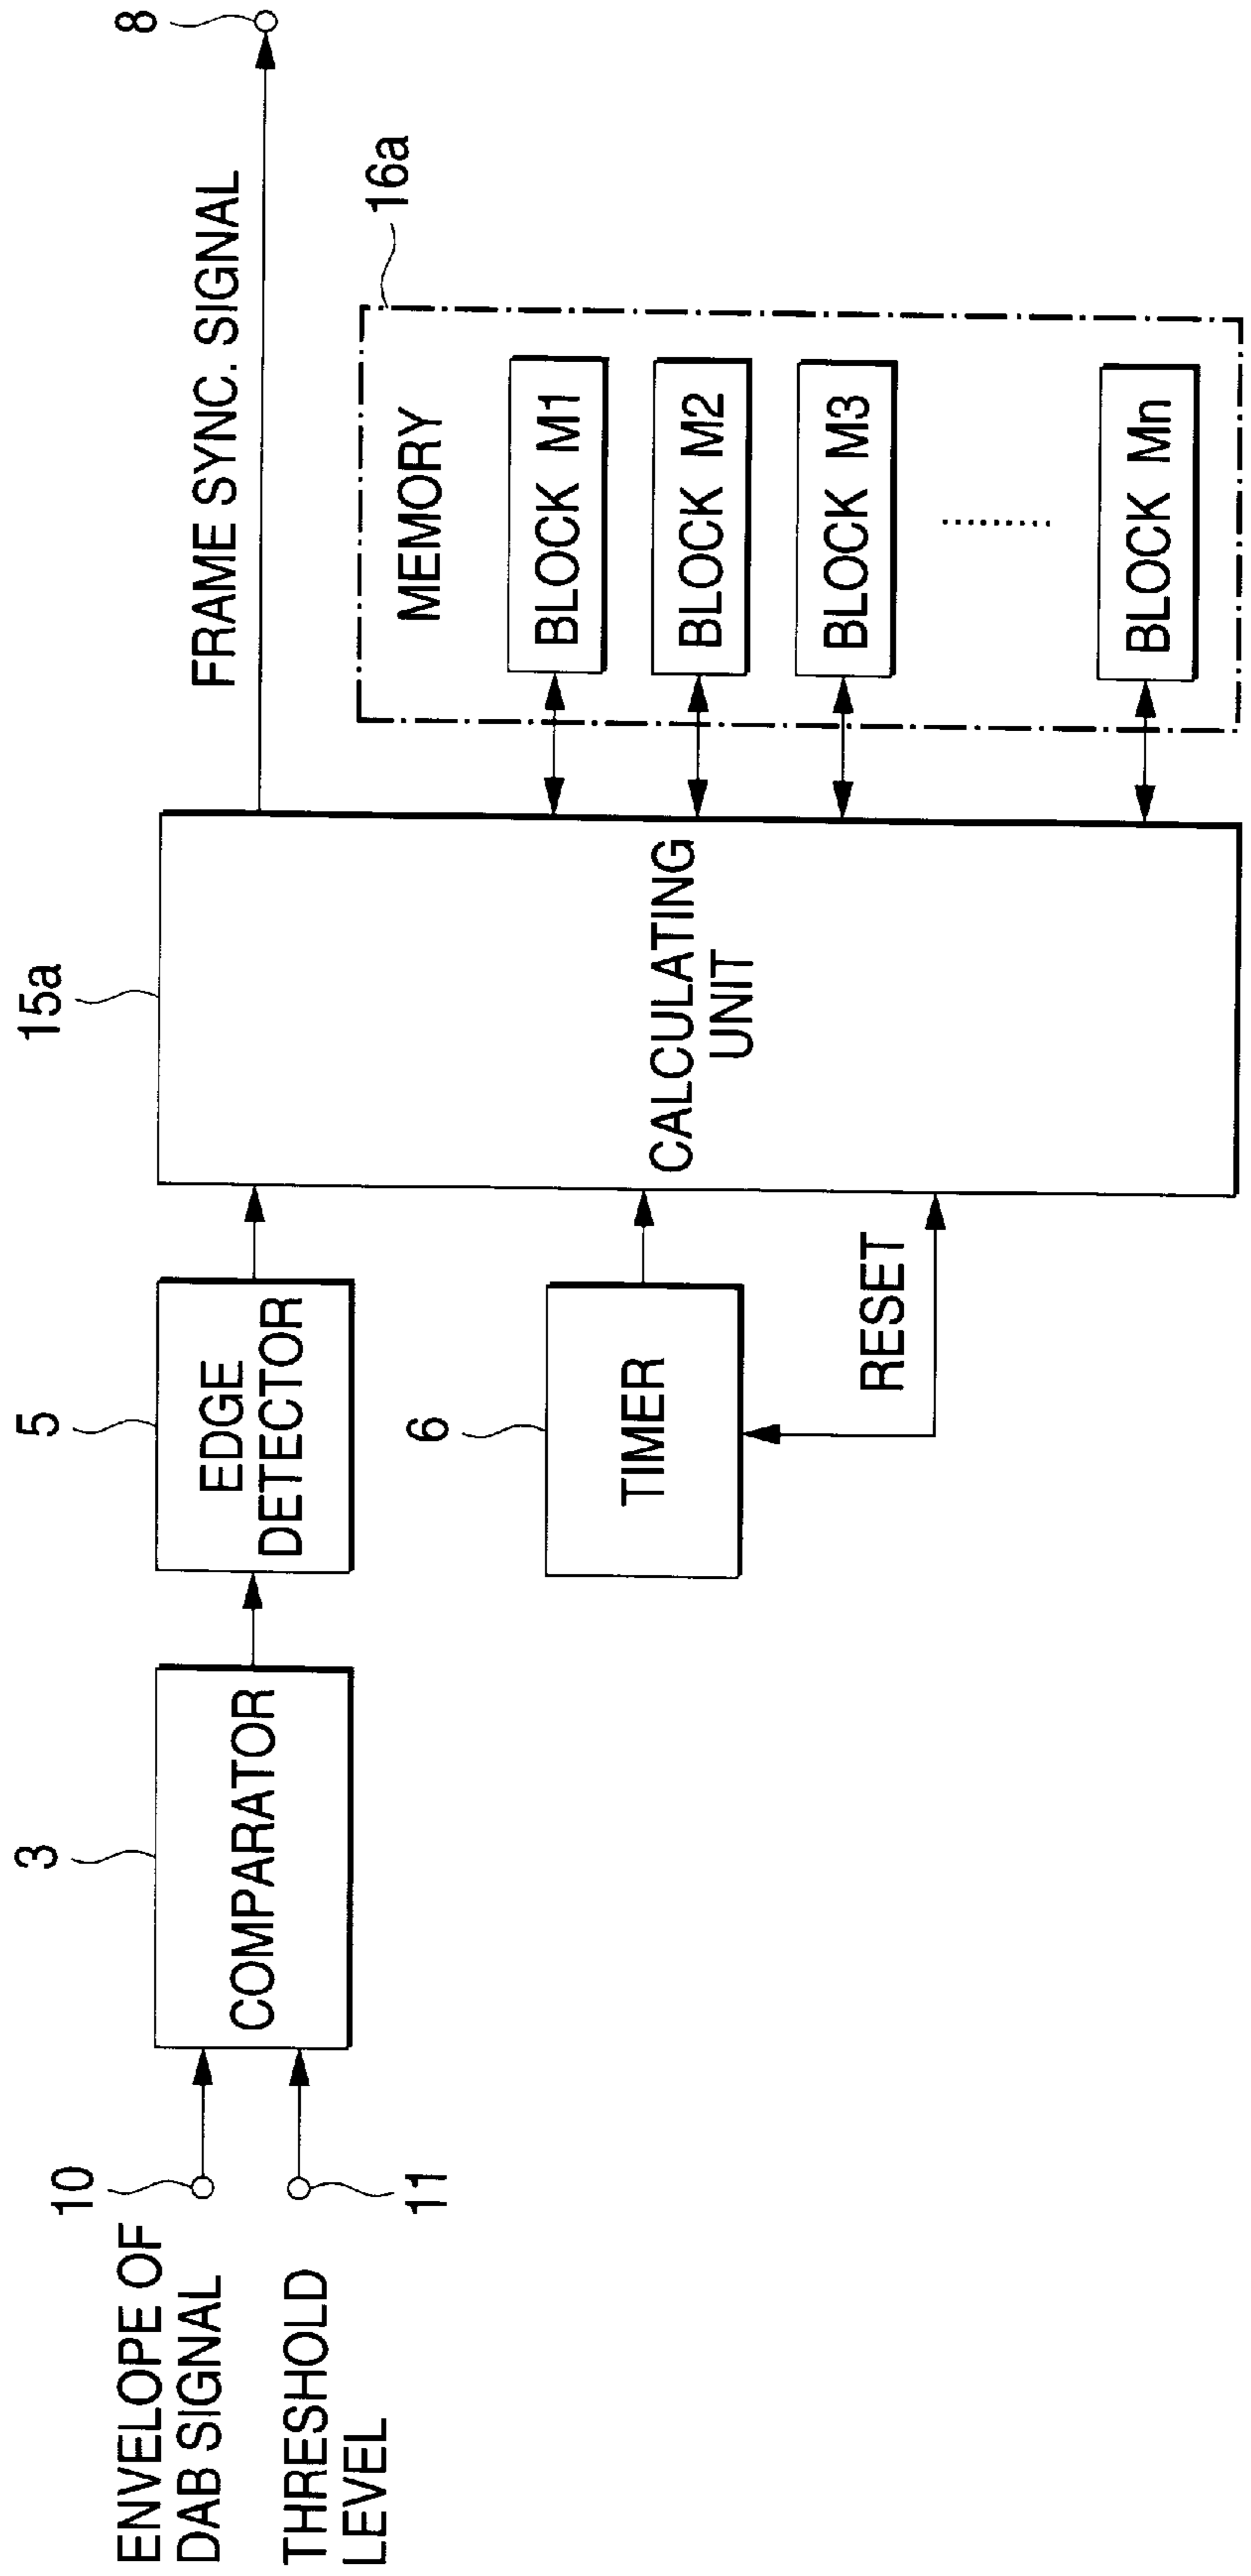 ENVELOPE OF
DAB SIGNAL
10
THRESHOLD
LEVEL
11
3
COMPARATOR
5
EDGE
DETECTOR
6
TIMER
RESET
15a
CALCULATING
UNIT
FRAME SYNC. SIGNAL
8
16a
MEMORY
BLOCK M1
BLOCK M2
BLOCK M3
.........
BLOCK Mn